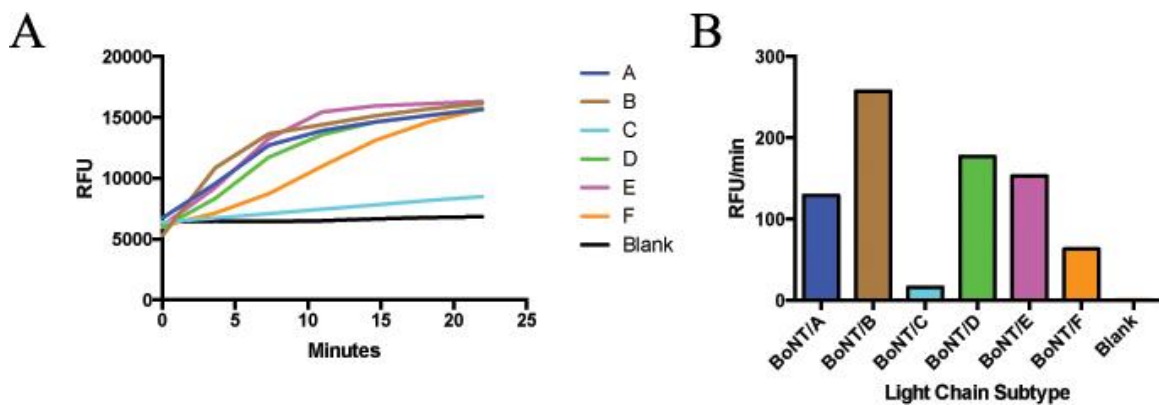 A
20000
15000
10000
5000
0
RFU
0 5 10 15 20 25
Minutes
A
B
C
D
E
F
Blank
B
300
200
100
0
RFU/min
BoNT/A BoNT/B BoNT/C BoNT/D BoNT/E BoNT/F Blank
Light Chain Subtype